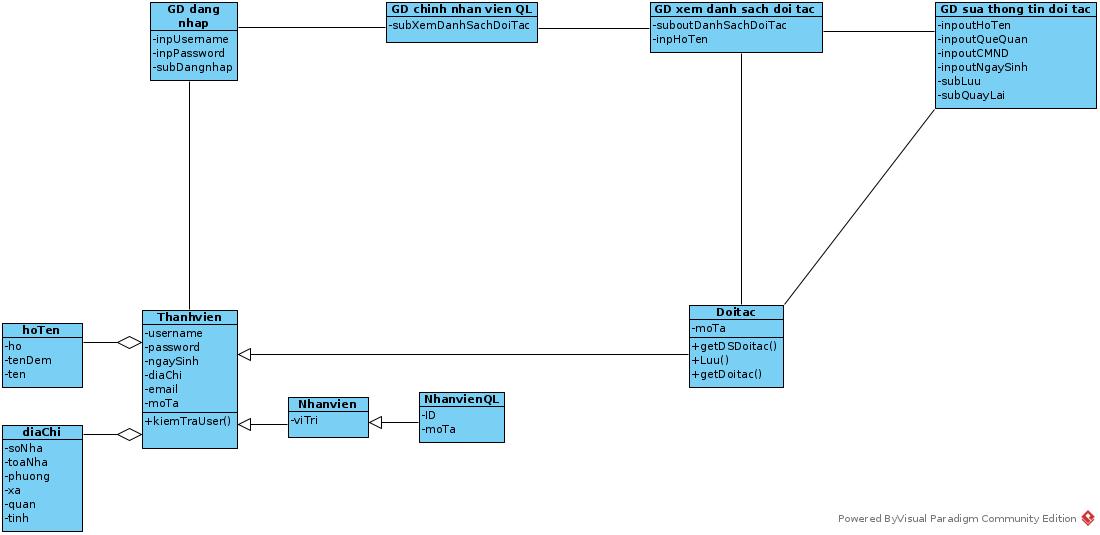 GD dang
nhap
-inpUsername
-inpPassword
-subDangnhap
GD chinh nhan vien QL
-subXemDanhSachDoiTac
GD xem danh sach doi tac
-suboutDanhSachDoiTac
-inpHoTen
GD sua thong tin doi tac
-inpoutHoTen
-inpoutQueQuan
-inpoutCMND
-inpoutNgaySinh
-subLuu
-subQuayLai
hoTen
-ho
-tenDem
-ten
Thanhvien
-username
-password
-ngaySinh
-diaChi
-email
-moTa
+kiemTraUser()
Doitac
-moTa
+getDSDoitac()
+Luu()
+getDoitac()
Nhanvien
-viTri
NhanvienQL
-ID
-moTa
diaChi
-soNha
-toaNha
-phuong
-xa
-quan
-tinh
Powered ByVisual Paradigm Community Edition